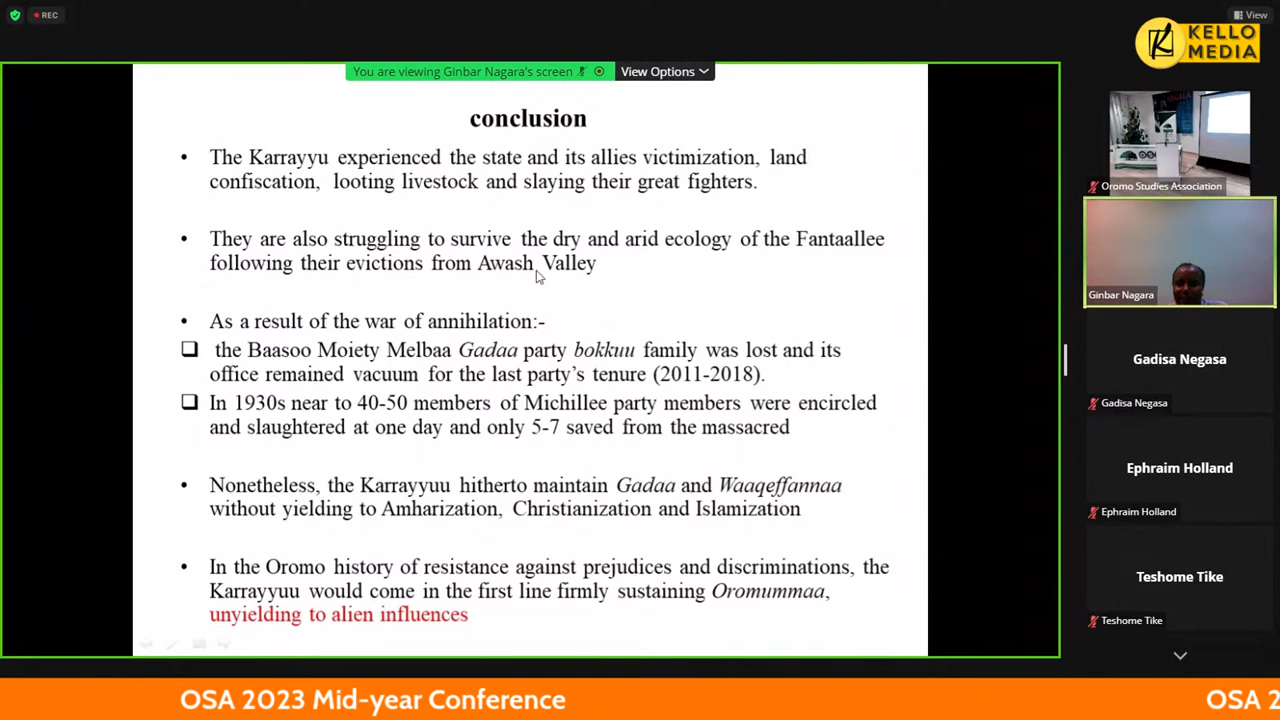 REC
View
KELLO
MEDIA
You are viewing Ginbar Nagara's screen
View Options
conclusion
• The Karrayyu experienced the state and its allies victimization, land
confiscation, looting livestock and slaying their great fighters.
• They are also struggling to survive the dry and arid ecology of the Fantaallee
following their evictions from Awash Valley
• As a result of the war of annihilation:-
❑ the Baasoo Moiety Melbaa Gadaa party bokkuu family was lost and its
office remained vacuum for the last party’s tenure (2011-2018).
❑ In 1930s near to 40-50 members of Michillee party members were encircled
and slaughtered at one day and only 5-7 saved from the massacred
• Nonetheless, the Karrayyuu hitherto maintain Gadaa and Waaqeffannaa
without yielding to Amharization, Christianization and Islamization
• In the Oromo history of resistance against prejudices and discriminations, the
Karrayyuu would come in the first line firmly sustaining Oromummaa,
unyielding to alien influences
Oromo Studies Association
Ginbar Nagara
Gadisa Negasa
Gadisa Negasa
Ephraim Holland
Ephraim Holland
Teshome Tike
Teshome Tike
OSA 2023 Mid-year Conference
OSA 2